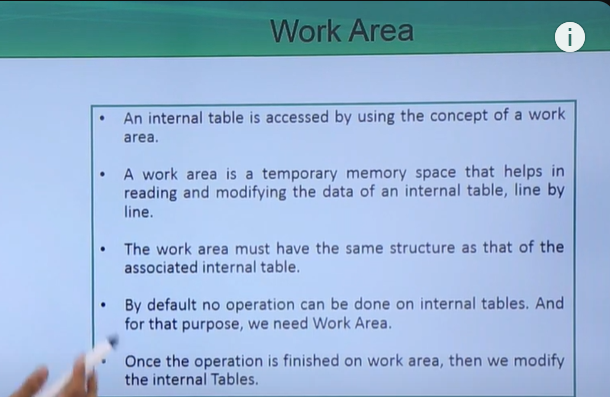 Work Area
i
• An internal table is accessed by using the concept of a work
area.
• A work area is a temporary memory space that helps in
reading and modifying the data of an internal table, line by
line.
• The work area must have the same structure as that of the
associated internal table.
• By default no operation can be done on internal tables. And
for that purpose, we need Work Area.
• Once the operation is finished on work area, then we modify
the internal Tables.